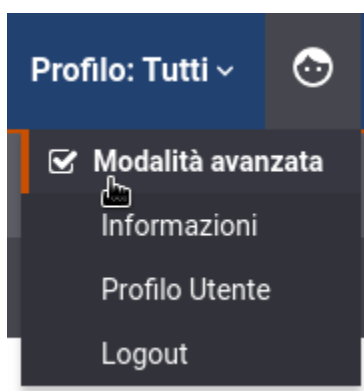 Profilo: Tutti
Modalità avanzata
Informazioni
Profilo Utente
Logout